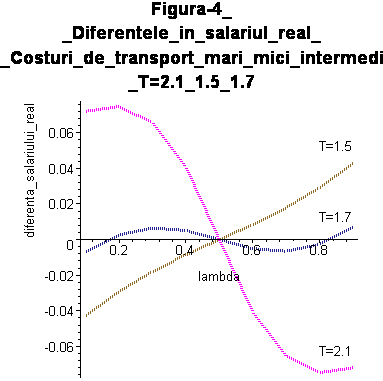 Figura-4_
_Diferentele_in_salariul_real_
_Costuri_de_transport_mari_mici_intermedi
_T=2.1_1.5_1.7
diferenta_salariului_real
0.06
0.04
0.02
0
-0.02
-0.04
-0.06
0.2
0.4
0.6
0.8
lambda
T=1.5
T=1.7
T=2.1